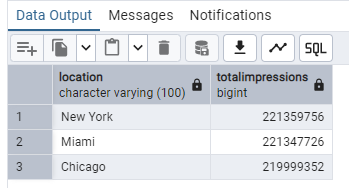 Data Output Messages Notifications
SQL
location totalimpressions
character varying (100) bigint
1 New York 221359756
2 Miami 221347726
3 Chicago 219999352